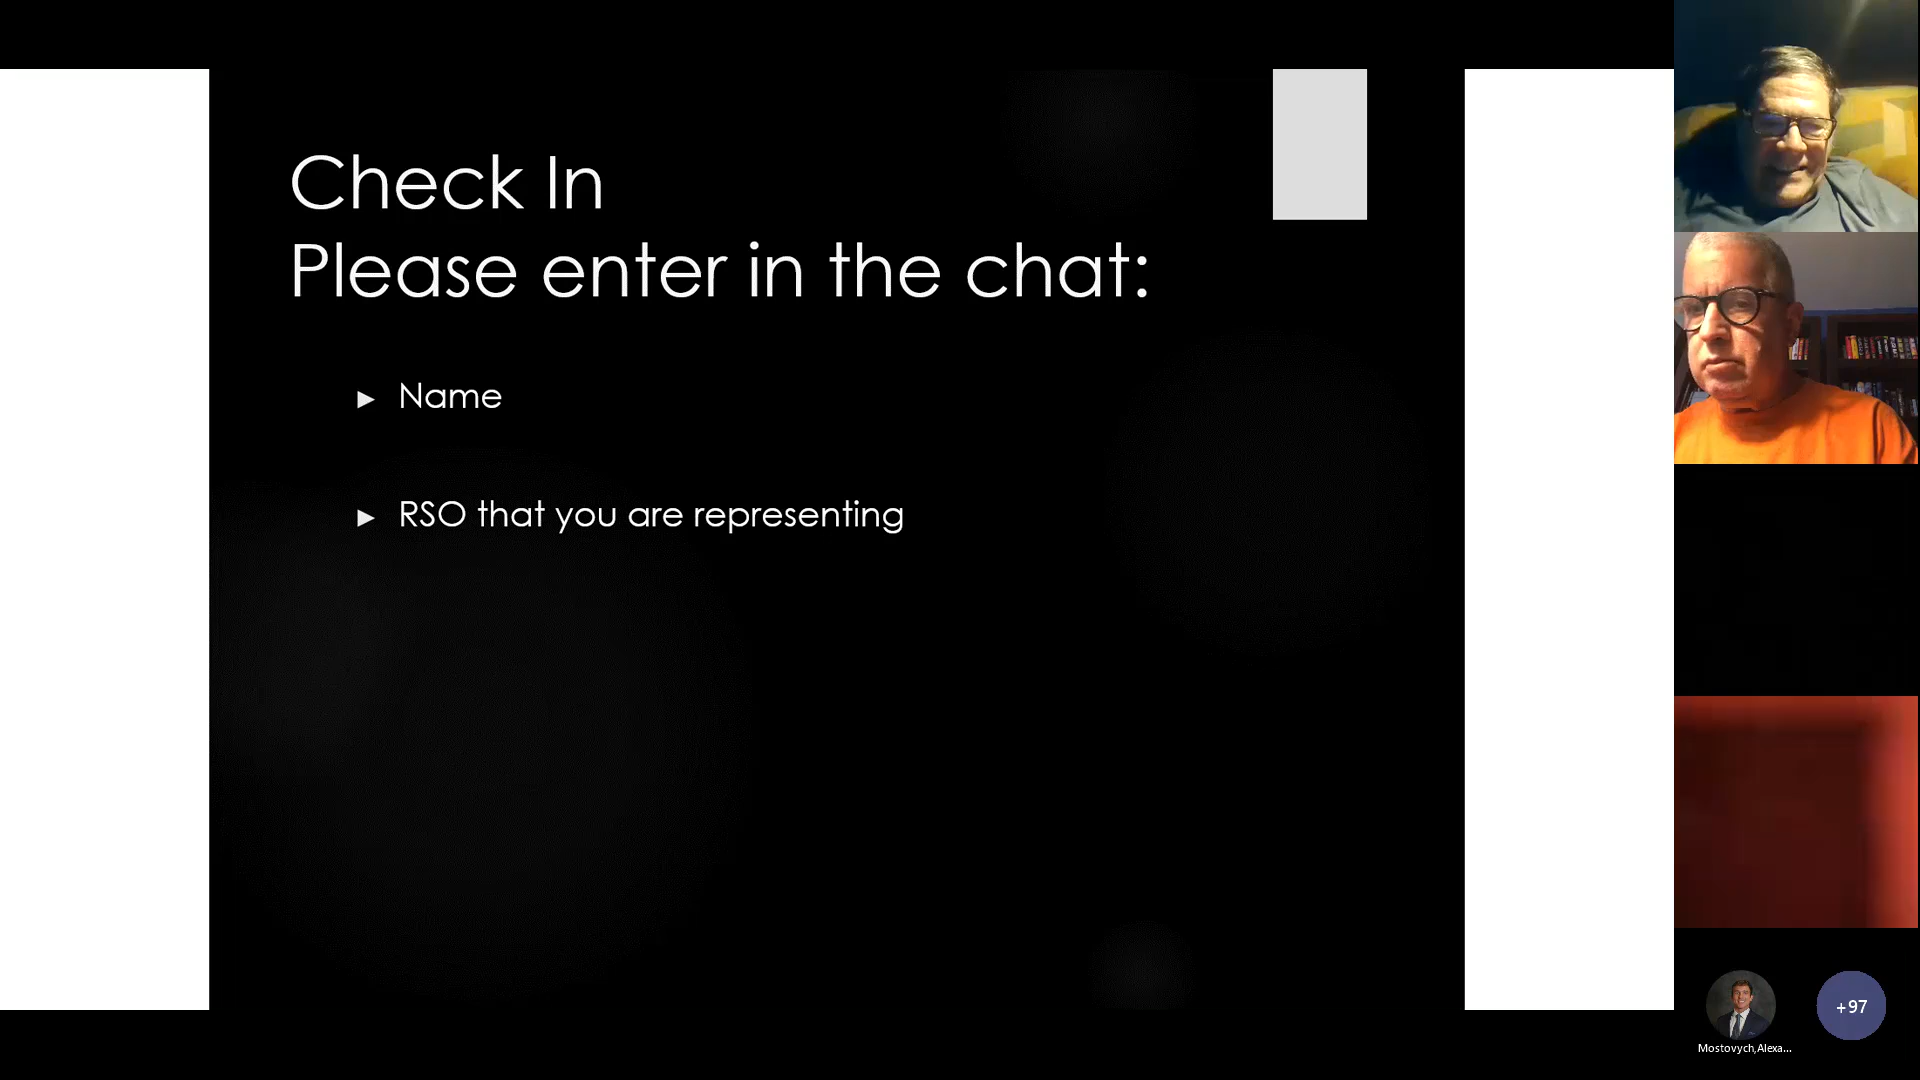 Check In
Please enter in the chat:
► Name
► RSO that you are representing
+97
Mostovych,Alexa...